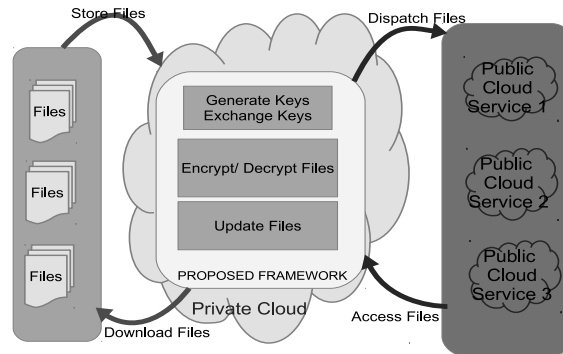 Store Files
Dispatch Files
Files
Files
Files
Generate Keys
Exchange Keys
Encrypt/ Decrypt Files
Update Files
PROPOSED FRAMEWORK
Private Cloud
Public
Cloud
Service 1
Public
Cloud
Service 2
Public
Cloud
Service 3
Download Files
Access Files